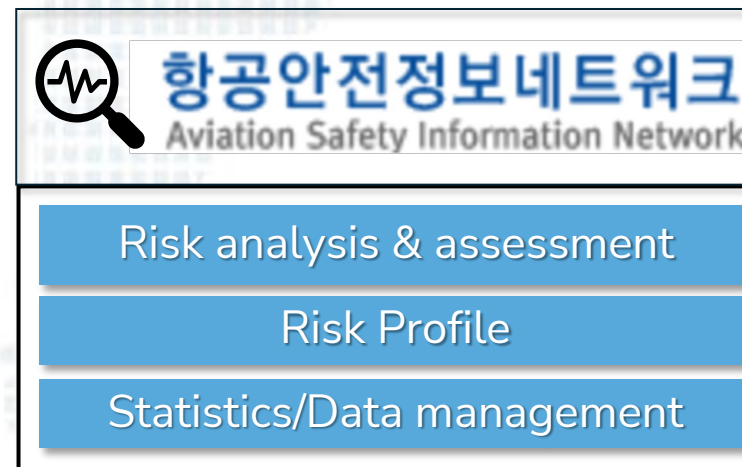 항공안전정보네트워크
Aviation Safety Information Network
Risk analysis & assessment
Risk Profile
Statistics/Data management